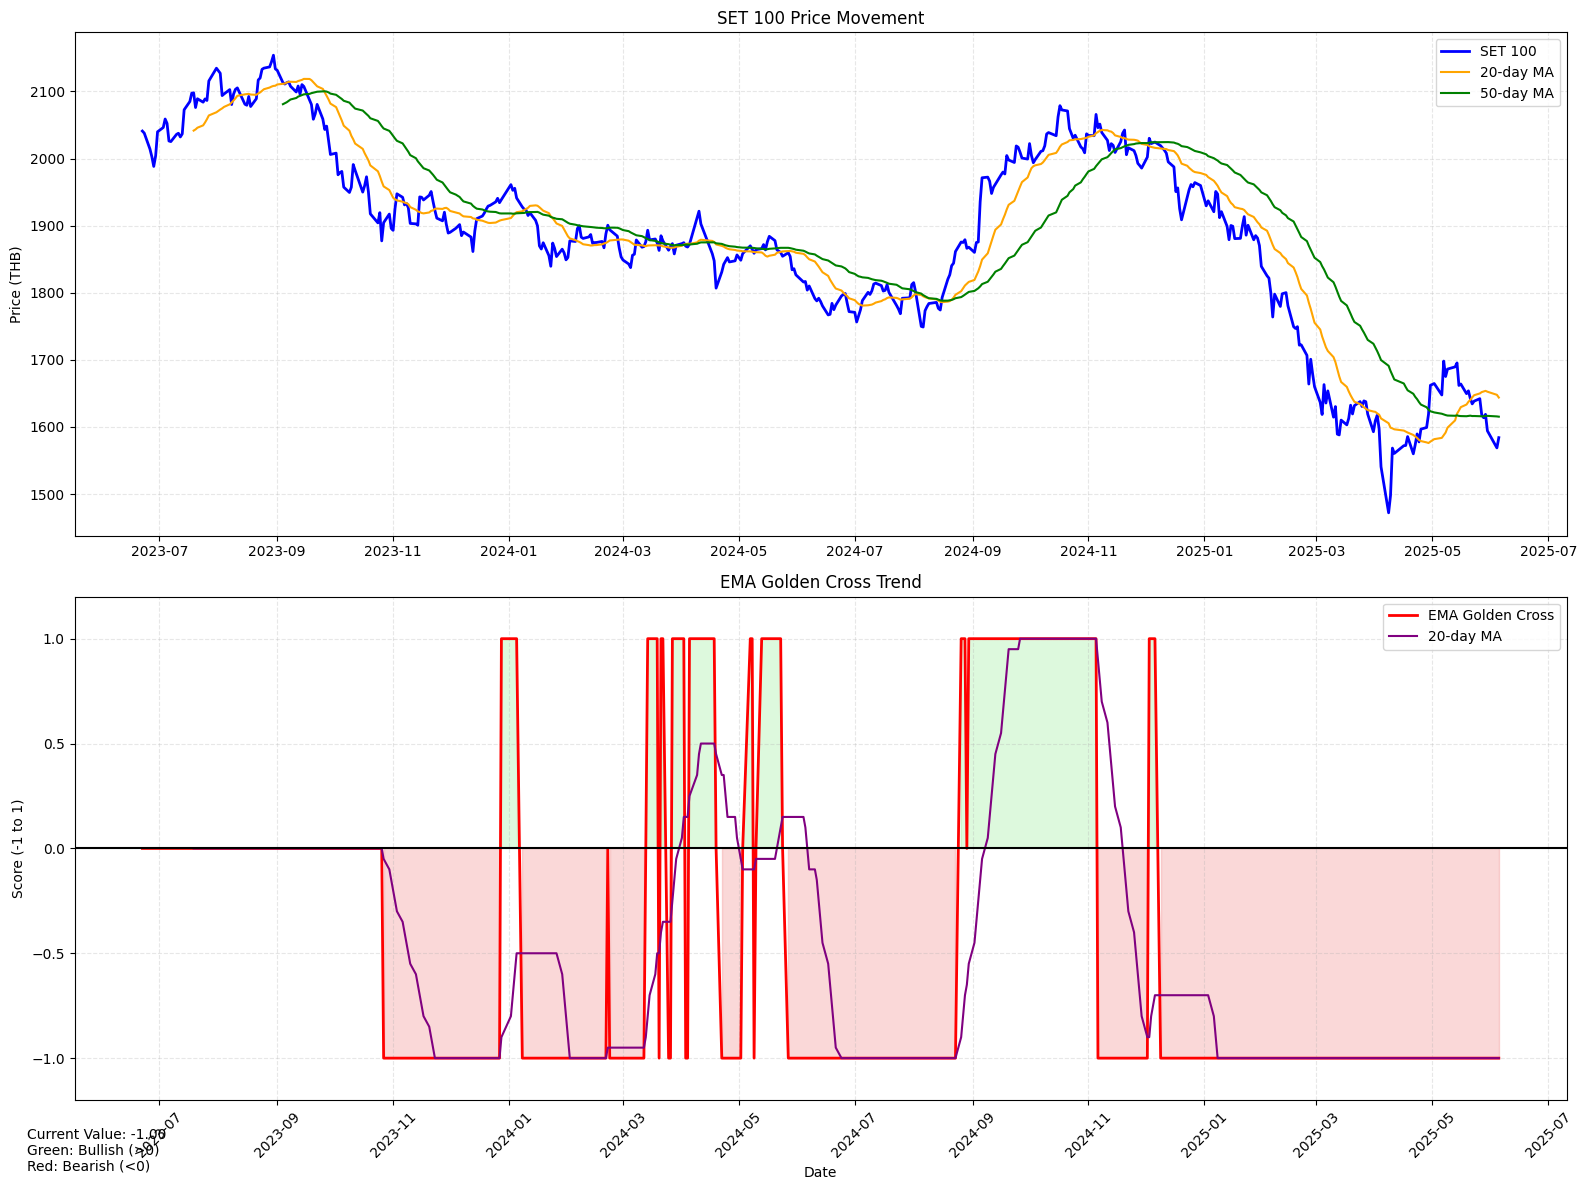 SET 100 Price Movement
SET 100
20-day MA
50-day MA
Price (THB)
2100
2000
1900
1800
1700
1600
1500
2023-07 2023-09 2023-11 2024-01 2024-03 2024-05 2024-07 2024-09 2024-11 2025-01 2025-03 2025-05 2025-07
EMA Golden Cross Trend
EMA Golden Cross
20-day MA
Score (-1 to 1)
1.0
0.5
0.0
−0.5
−1.0
2023-07 2023-09 2023-11 2024-01 2024-03 2024-05 2024-07 2024-09 2024-11 2025-01 2025-03 2025-05 2025-07
Date
Current Value: -1.00
Green: Bullish (>0)
Red: Bearish (<0)